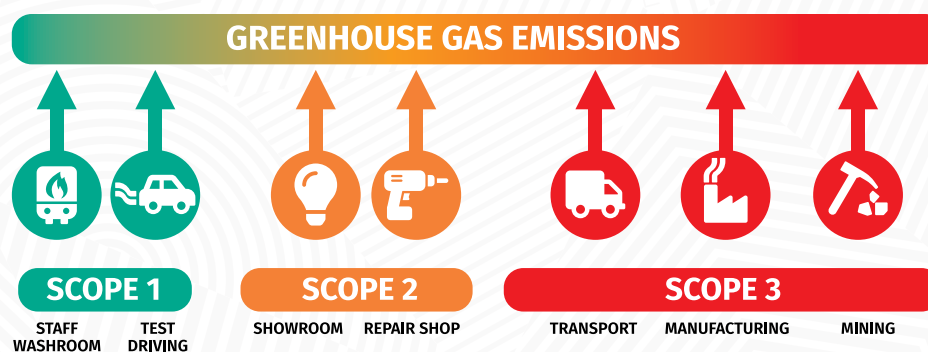 GREENHOUSE GAS EMISSIONS
SCOPE 1
SCOPE 2
SCOPE 3
STAFF
WASHROOM
TEST
DRIVING
SHOWROOM
REPAIR SHOP
TRANSPORT
MANUFACTURING
MINING